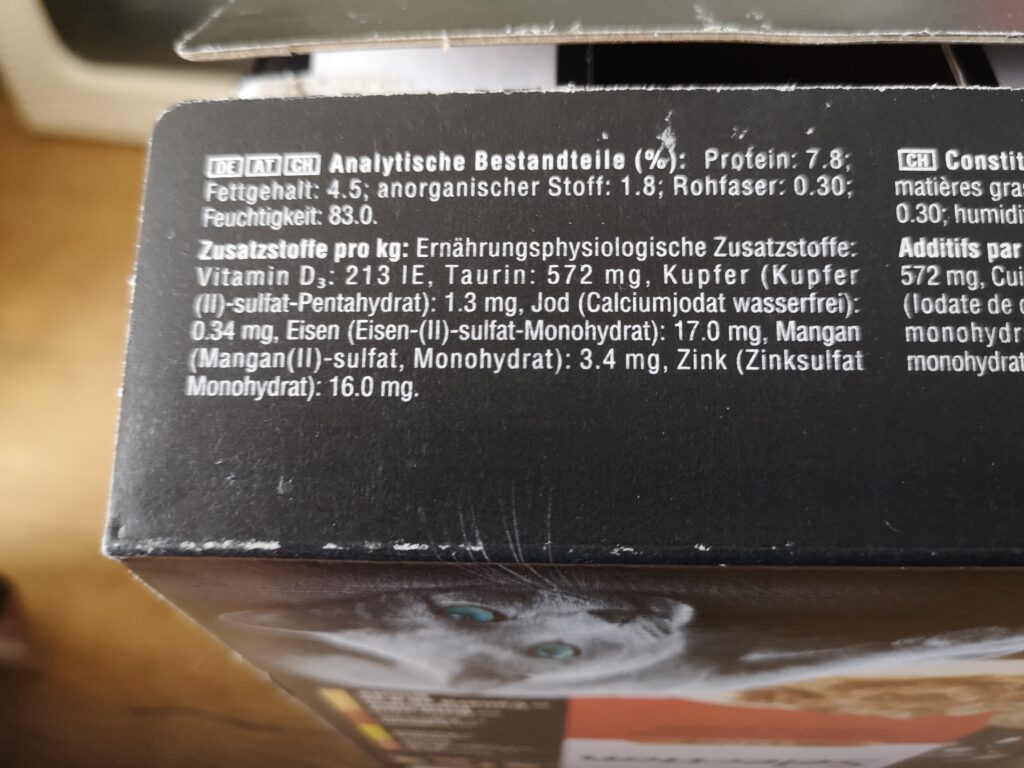 DE AT CH Analytische Bestandteile (%): Protein: 7.8;
Fettgehalt: 4.5; anorganischer Stoff: 1.8; Rohfaser: 0.30;
Feuchtigkeit: 83.0.
Zusatzstoffe pro kg: Ernährungsphysiologische Zusatzstoffe:
Vitamin D₃: 213 IE, Taurin: 572 mg, Kupfer (Kupfer
(II)-sulfat-Pentahydrat): 1.3 mg, Jod (Calciumjodat wasserfrei):
0.34 mg, Eisen (Eisen-(II)-sulfat-Monohydrat): 17.0 mg, Mangan
(Mangan(II)-sulfat, Monohydrat): 3.4 mg, Zink (Zinksulfat
Monohydrat): 16.0 mg.
CH Constit
matières gras
0.30; humidi
Additifs par
572 mg, Cui
(Iodate de
monohydr
monohydrat